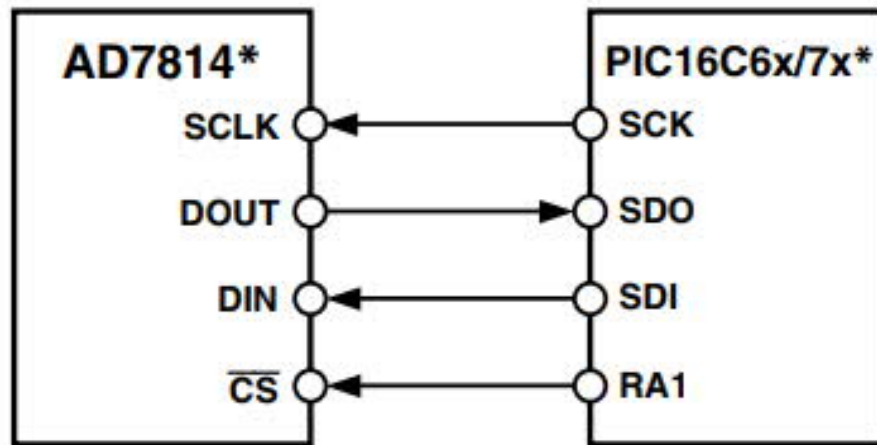 AD7814* PIC16C6x/7x*
SCLK SCK
DOUT SDO
DIN SDI
CS RA1